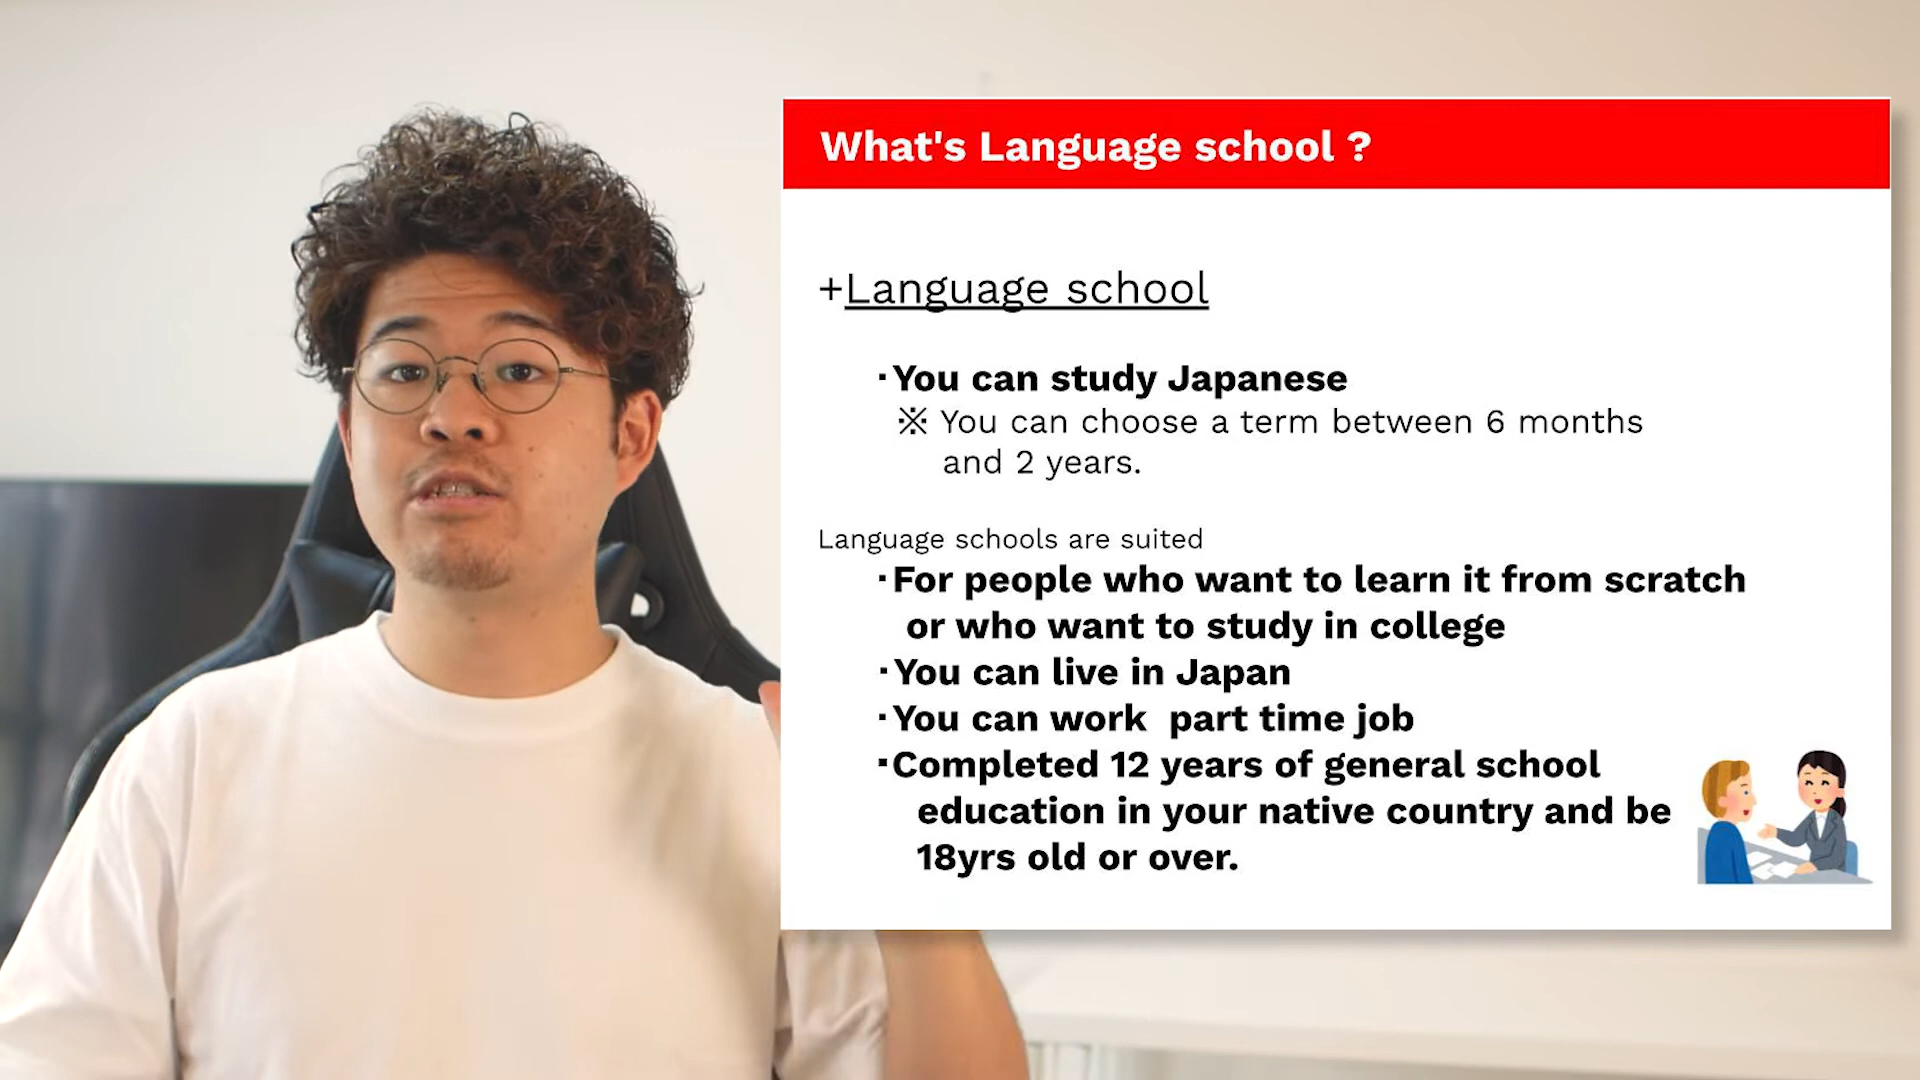 What's Language school ?
+Language school
・You can study Japanese
※ You can choose a term between 6 months
and 2 years.
Language schools are suited
・For people who want to learn it from scratch
or who want to study in college
・You can live in Japan
・You can work  part time job
・Completed 12 years of general school
education in your native country and be
18yrs old or over.